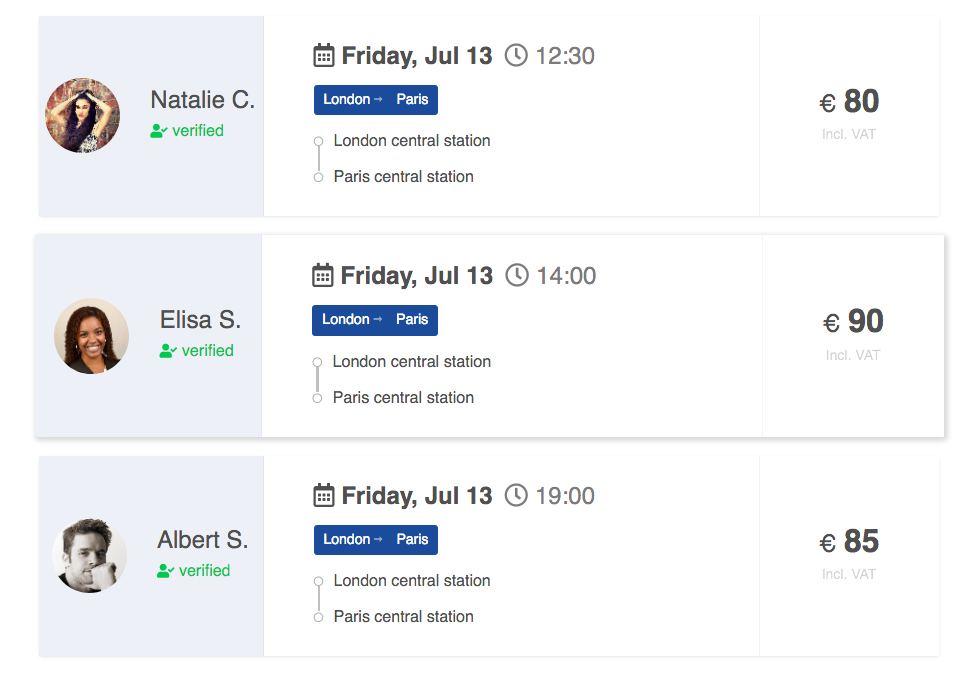 Friday, Jul 13 12:30
Natalie C.
verified
London → Paris
€ 80
Incl. VAT
London central station
Paris central station
Friday, Jul 13 14:00
Elisa S.
verified
London → Paris
€ 90
Incl. VAT
London central station
Paris central station
Friday, Jul 13 19:00
Albert S.
verified
London → Paris
€ 85
Incl. VAT
London central station
Paris central station